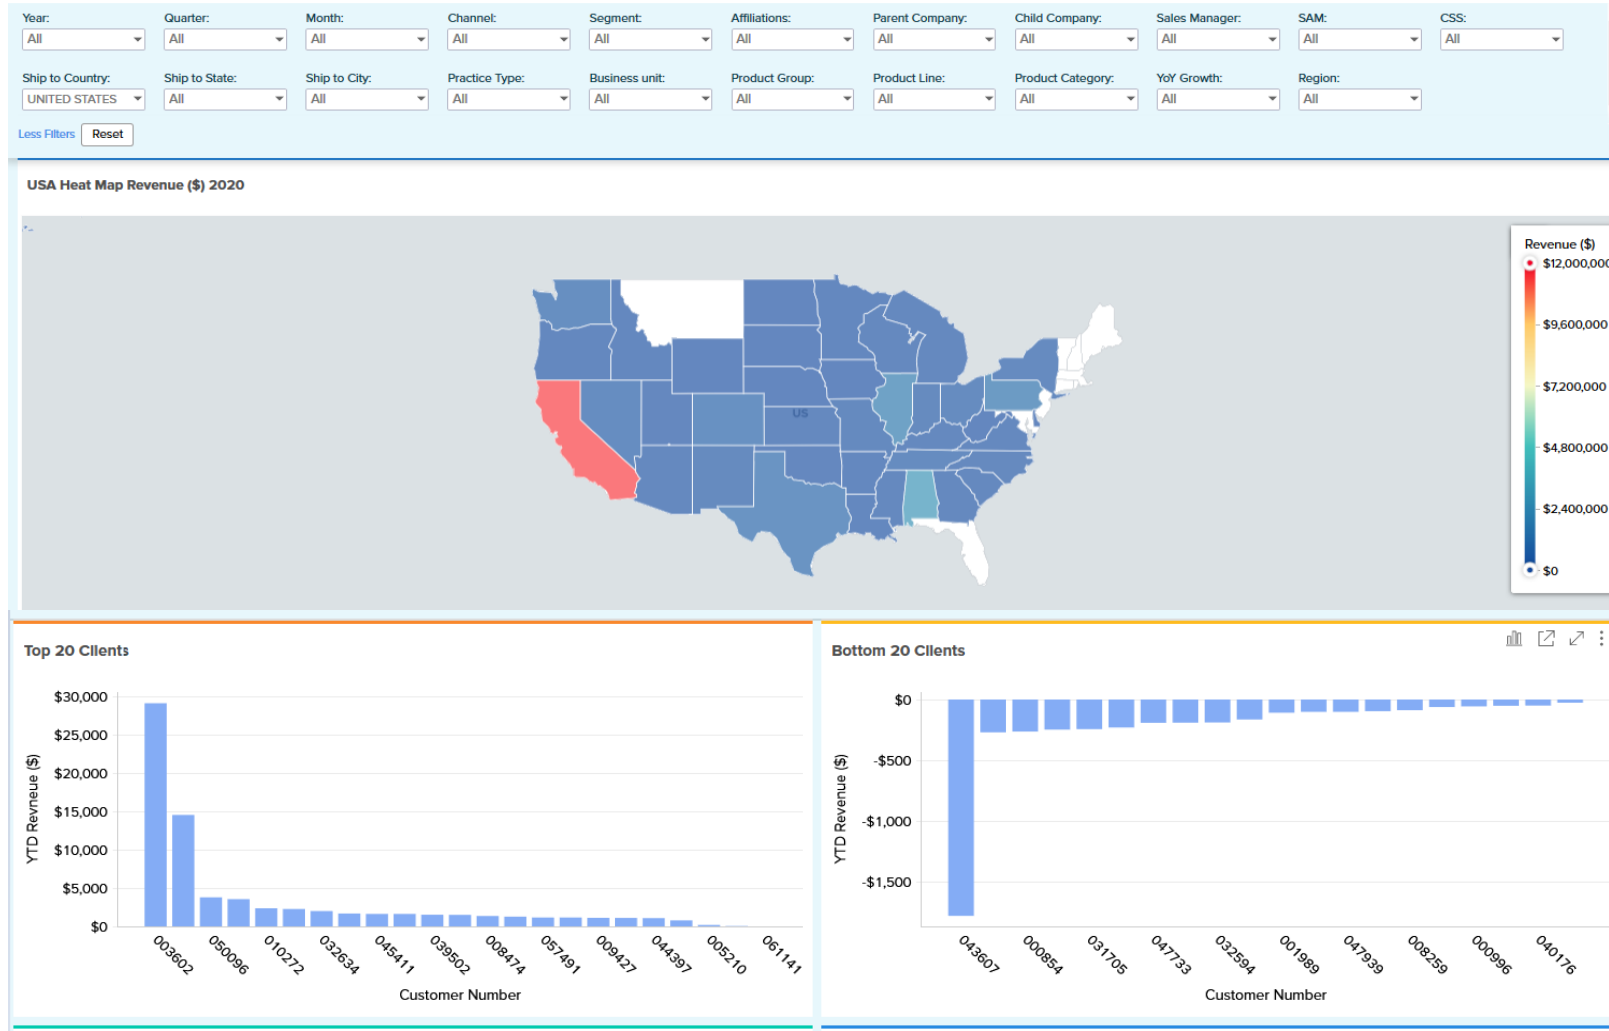 Year: Quarter: Month: Channel: Segment: Affiliations: Parent Company: Child Company: Sales Manager: SAM: CSS:
All All All All All All All All All All All
Ship to Country: Ship to State: Ship to City: Practice Type: Business unit: Product Group: Product Line: Product Category: YoY Growth: Region:
UNITED STATES All All All All All All All All All
Less Filters Reset
USA Heat Map Revenue ($) 2020
Revenue ($)
$12,000,000
$9,600,000
$7,200,000
$4,800,000
$2,400,000
$0
US
Top 20 Clients
YTD Revneue ($)
$30,000
$25,000
$20,000
$15,000
$10,000
$5,000
$0
003602 050096 010272 032634 045411 039502 008474 057491 009427 044397 005210 061141
Customer Number
Bottom 20 Clients
YTD Revenue ($)
$0
-$500
-$1,000
-$1,500
043607 000854 031705 047733 032594 001989 047939 008259 000996 040176
Customer Number